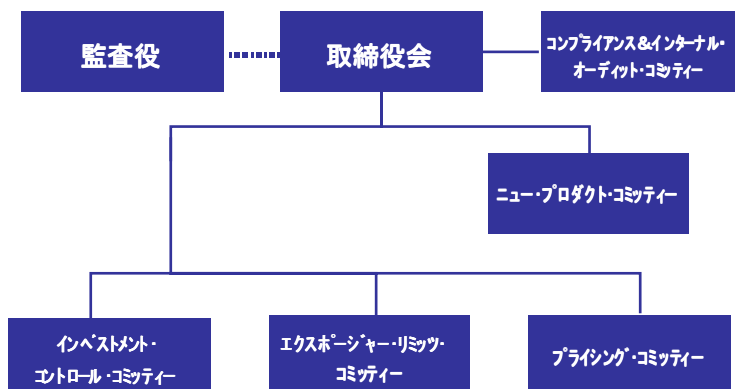 監査役
取締役会
コンプライアンス&インターナル・
オーディット・コミッティー
ニュー・プロダクト・コミッティー
インベストメント・
コントロール・コミッティー
エクスポージャー・リミッツ・
コミッティー
プライシング・コミッティー